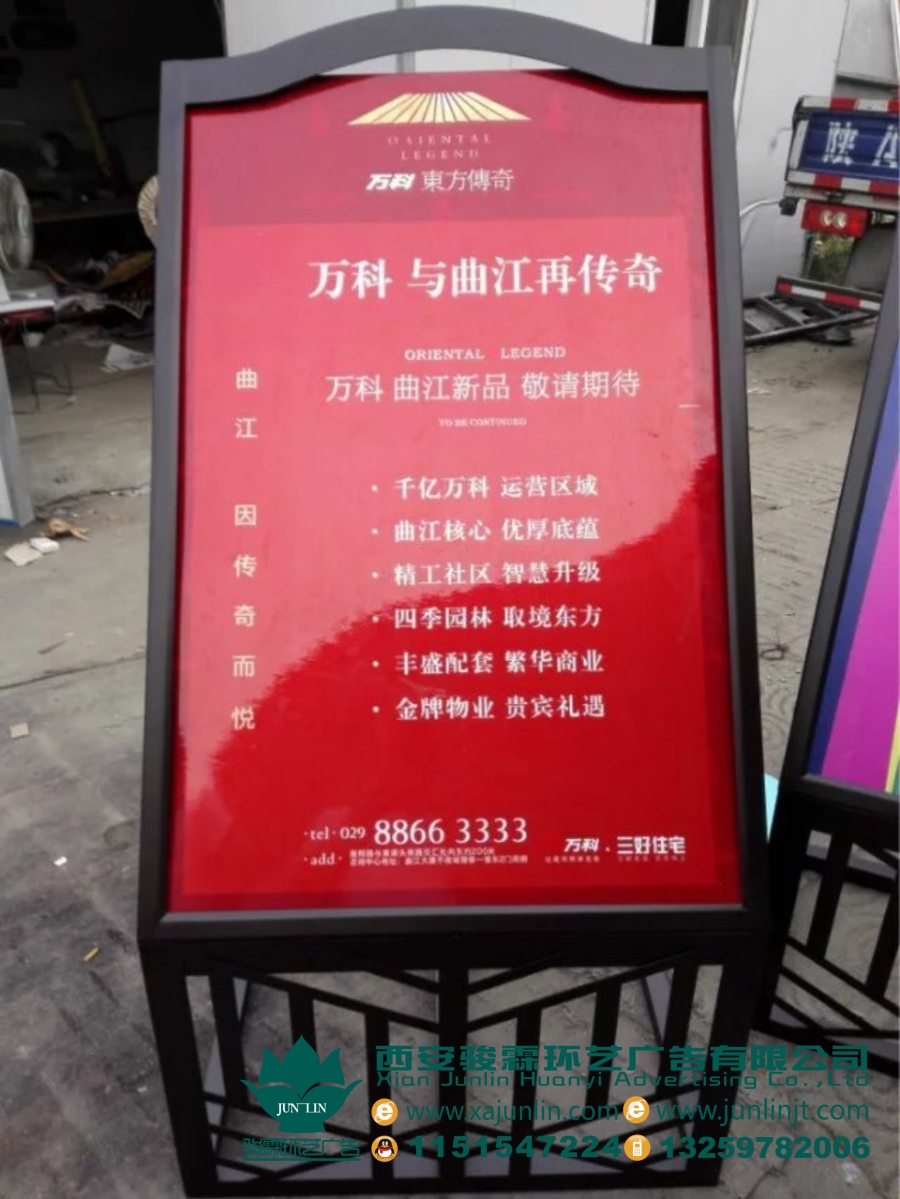 ORIENTAL
LEGEND
万科 東方傳奇
万科 与曲江再传奇
ORIENTAL LEGEND
万科 曲江新品 敬请期待
TO BE CONTINUED
曲江 因传奇而悦
· 千亿万科 运营区域
· 曲江核心 优厚底蕴
· 精工社区 智慧升级
· 四季园林 取境东方
· 丰盛配套 繁华商业
· 金牌物业 贵宾礼遇
·tel· 029 8866 3333
·add·
万科 · 三好住宅
陕
JUNLIN
骏霖环艺广告
西安骏霖环艺广告有限公司
Xian Junlin Huanyi Advertising Co.,Ltd
www.xajunlin.com www.junlinjt.com
1151547224 13259782006